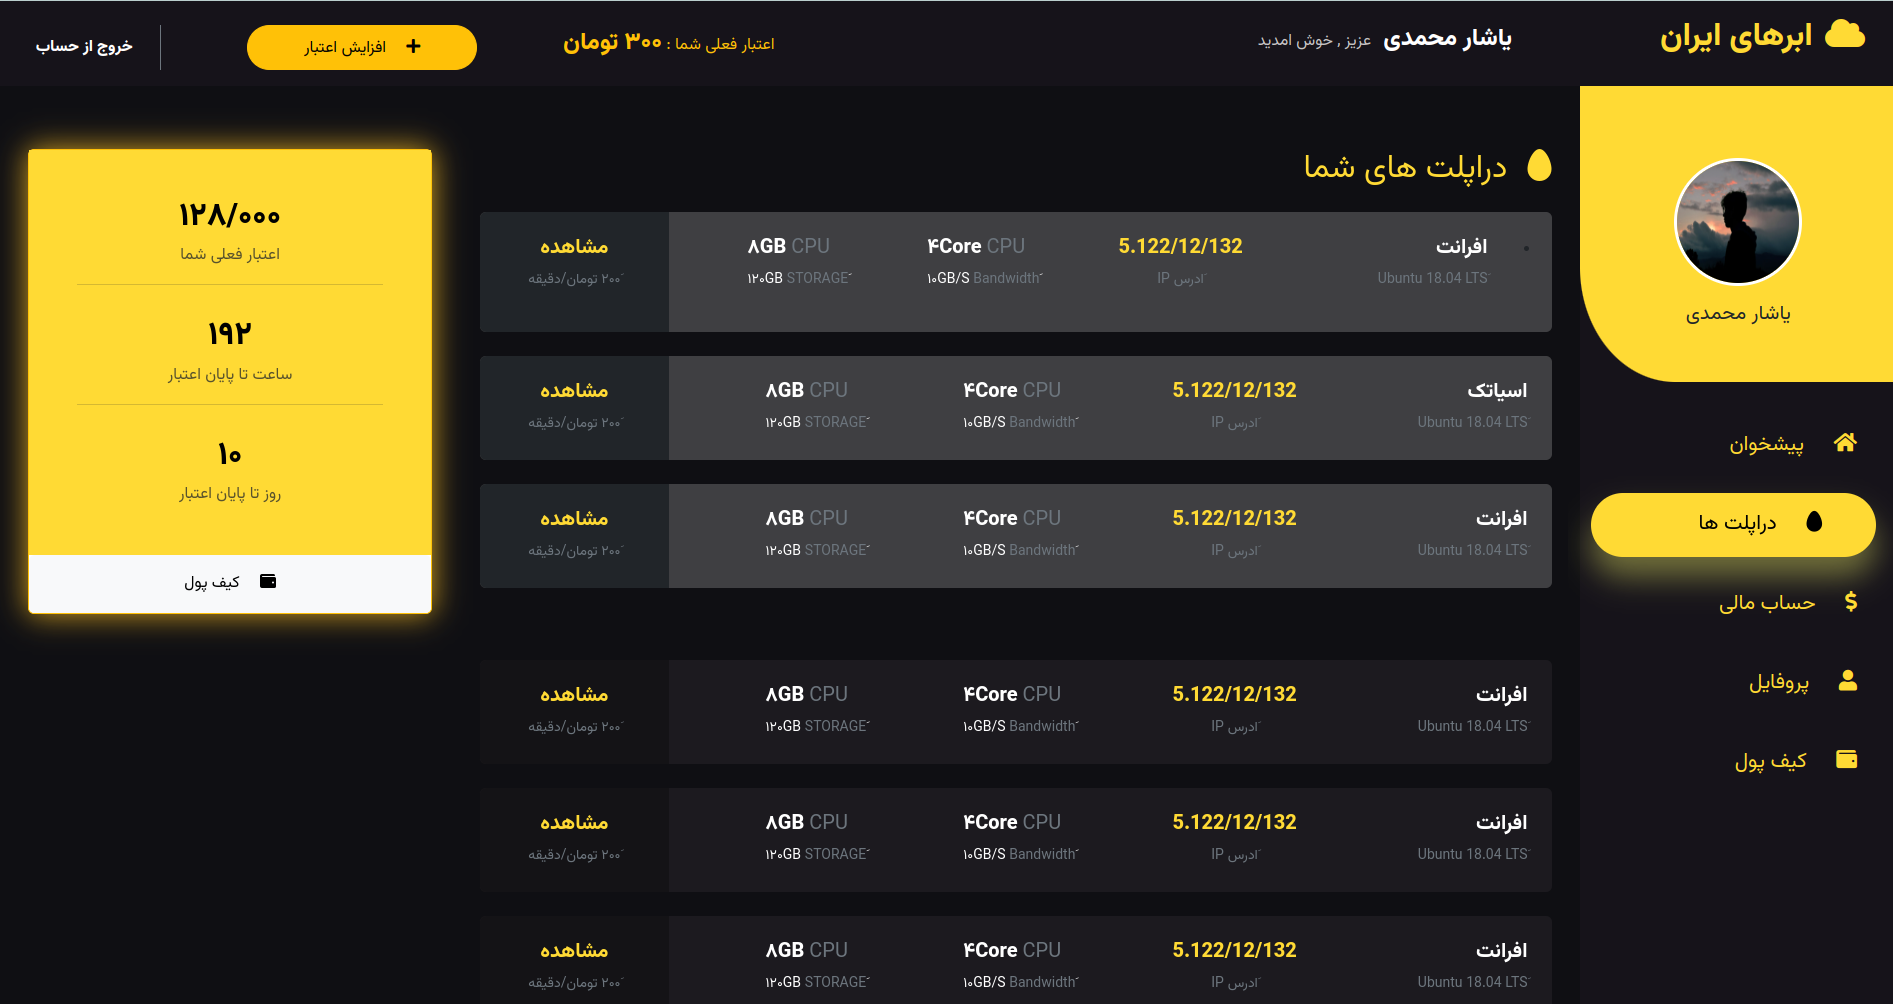 ابرهای ایران
یاشار محمدی عزیز , خوش امدید
اعتبار فعلی شما : ۳۰۰ تومان
افزایش اعتبار
خروج از حساب
یاشار محمدی
پیشخوان
دراپلت ها
حساب مالی
پروفایل
کیف پول
دراپلت های شما
افرانت 5.122/12/132 ۴Core CPU ۸GB CPU مشاهده
Ubuntu 18.04 LTS ادرس IP ۱۰GB/S Bandwidth ۱۲۰GB STORAGE ۲۰۰ تومان/دقیقه
اسیاتک 5.122/12/132 ۴Core CPU ۸GB CPU مشاهده
Ubuntu 18.04 LTS ادرس IP ۱۰GB/S Bandwidth ۱۲۰GB STORAGE ۲۰۰ تومان/دقیقه
افرانت 5.122/12/132 ۴Core CPU ۸GB CPU مشاهده
Ubuntu 18.04 LTS ادرس IP ۱۰GB/S Bandwidth ۱۲۰GB STORAGE ۲۰۰ تومان/دقیقه
افرانت 5.122/12/132 ۴Core CPU ۸GB CPU مشاهده
Ubuntu 18.04 LTS ادرس IP ۱۰GB/S Bandwidth ۱۲۰GB STORAGE ۲۰۰ تومان/دقیقه
افرانت 5.122/12/132 ۴Core CPU ۸GB CPU مشاهده
Ubuntu 18.04 LTS ادرس IP ۱۰GB/S Bandwidth ۱۲۰GB STORAGE ۲۰۰ تومان/دقیقه
افرانت 5.122/12/132 ۴Core CPU ۸GB CPU مشاهده
Ubuntu 18.04 LTS ادرس IP ۱۰GB/S Bandwidth ۱۲۰GB STORAGE ۲۰۰ تومان/دقیقه
۱۲۸/۰۰۰
اعتبار فعلی شما
۱۹۲
ساعت تا پایان اعتبار
۱۰
روز تا پایان اعتبار
کیف پول